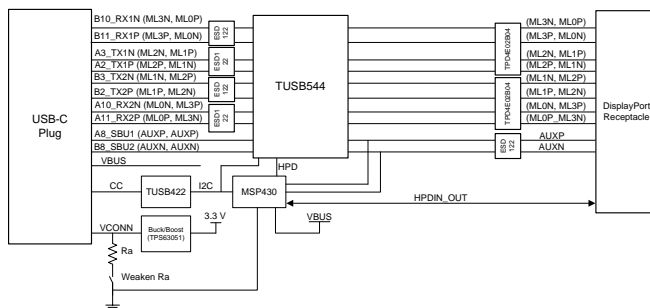 B10_RX1N (ML3N, ML0P)
B11_RX1P (ML3P, ML0N)
A3_TX1N (ML2N, ML1P)
A2_TX1P (ML2P, ML1N)
B3_TX2N (ML1N, ML2P)
B2_TX2P (ML1P, ML2N)
A10_RX2N (ML0N, ML3P)
A11_RX2P (ML0P, ML3N)
A8_SBU1 (AUXP, AUXP)
B8_SBU2 (AUXN, AUXN)
USB-C
Plug
ESD
122
ESD1
22
ESD
122
ESD1
22
TUSB544
TPD4E02B04
TPD4E02B04
ESD
122
(ML3N, ML0P)
(ML3P, ML0N)
(ML2N, ML1P)
(ML2P, ML1N)
(ML1N, ML2P)
(ML1P, ML2N)
(ML0N, ML3P)
(ML0P, ML3N)
AUXP
AUXN
DisplayPort
Receptacle
VBUS
HPD
CC
TUSB422
I2C
MSP430
HPDIN_OUT
VBUS
VCONN
Buck/Boost
(TPS63051)
3.3 V
Ra
Weaken Ra